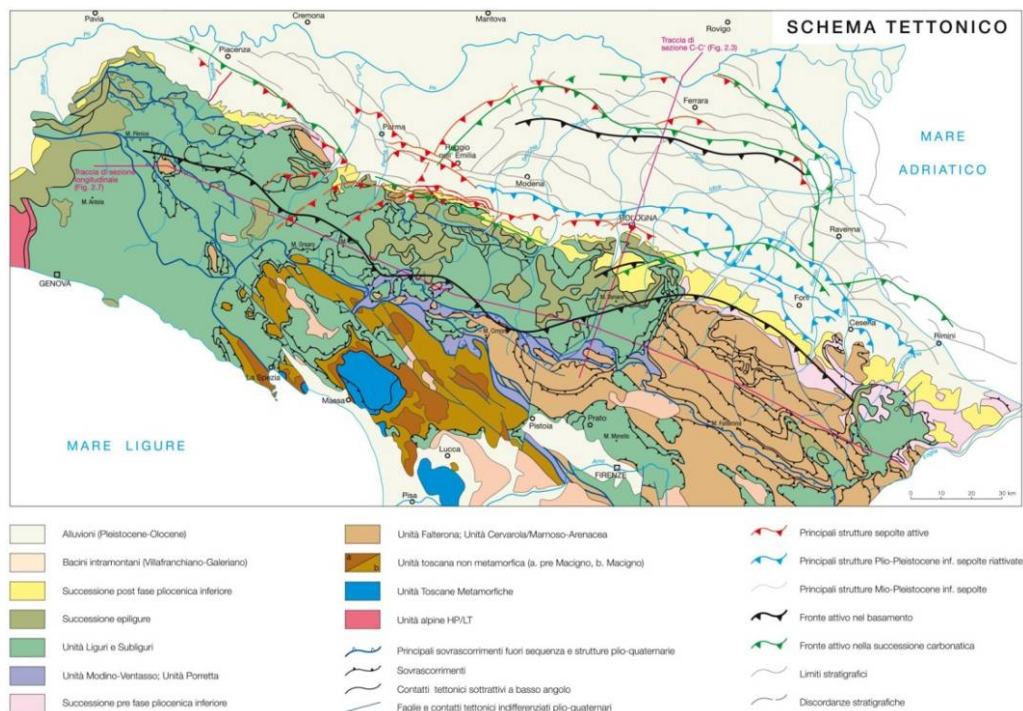 Pavia
Cremona
Mantova
Rovigo
SCHEMA TETTONICO
Traccia di
sezione C-C' (Fig. 2.3)
Piacenza
Po
Ferrara
Parma
Reggio
nell' Emilia
Modena
MARE
ADRIATICO
Traccia di sezione
longitudinale
(Fig. 2.7)
M. Antola
BOLOGNA
Ravenna
GENOVA
Forlì
Cesena
Rimini
La Spezia
Massa
Pistoia
Prato
M. Morello
M. Falterona
MARE LIGURE
Lucca
FIRENZE
Arno
Pisa
0 10 20 30 km
Alluvioni (Pleistocene-Olocene)
Bacini intramontani (Villafranchiano-Galeriano)
Successione post fase pliocenica inferiore
Successione epiligure
Unità Liguri e Subliguri
Unità Modino-Ventasso; Unità Porretta
Successione pre fase pliocenica inferiore
Unità Falterona; Unità Cervarola/Marnoso-Arenacea
a
b
Unità toscana non metamorfica (a. pre Macigno, b. Macigno)
Unità Toscane Metamorfiche
Unità alpine HP/LT
Principali sovrascorrimenti fuori sequenza e strutture plio-quaternarie
Sovrascorrimenti
Contatti tettonici sottrattivi a basso angolo
Faglie e contatti tettonici indifferenziati plio-quaternari
Principali strutture sepolte attive
Principali strutture Plio-Pleistocene inf. sepolte riattivate
Principali strutture Mio-Pleistocene inf. sepolte
Fronte attivo nel basamento
Fronte attivo nella successione carbonatica
Limiti stratigrafici
Discordanze stratigrafiche